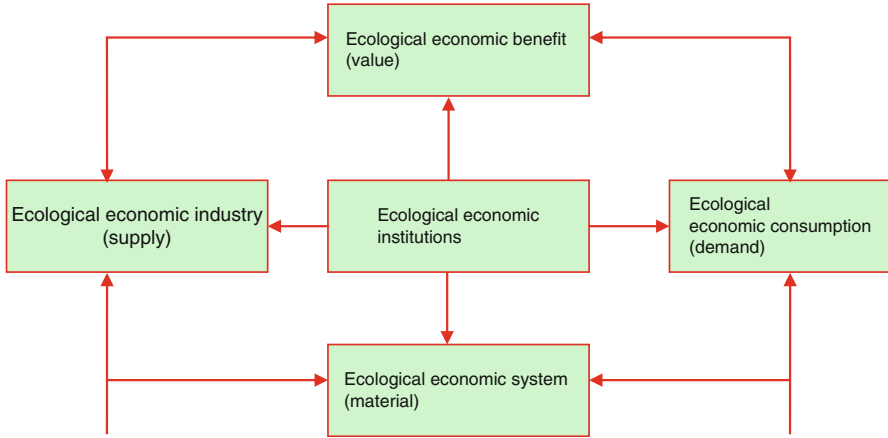 Ecological economic benefit
(value)
Ecological economic industry
(supply)
Ecological economic
institutions
Ecological
economic consumption
(demand)
Ecological economic system
(material)